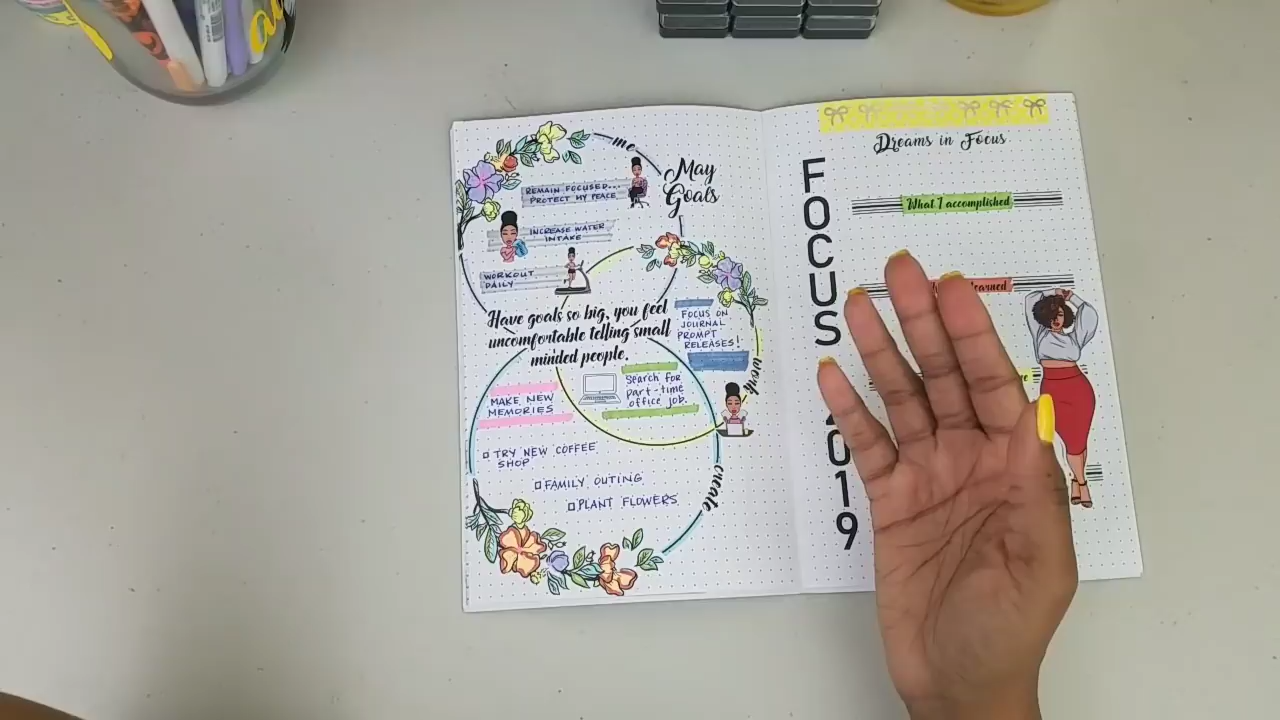 me
May
Goals
REMAIN FOCUSED...
PROTECT MY PEACE
INCREASE WATER
INTAKE
WORKOUT
DAILY
Have goals so big, you feel
uncomfortable telling small
minded people.
FOCUS ON
JOURNAL
PROMPT
RELEASES!
work
Search for
part-time
office job.
MAKE NEW
MEMORIES
TRY NEW COFFEE
SHOP
FAMILY OUTING
PLANT FLOWERS
create
Dreams in Focus
FOCUS
019
What I accomplished
learned